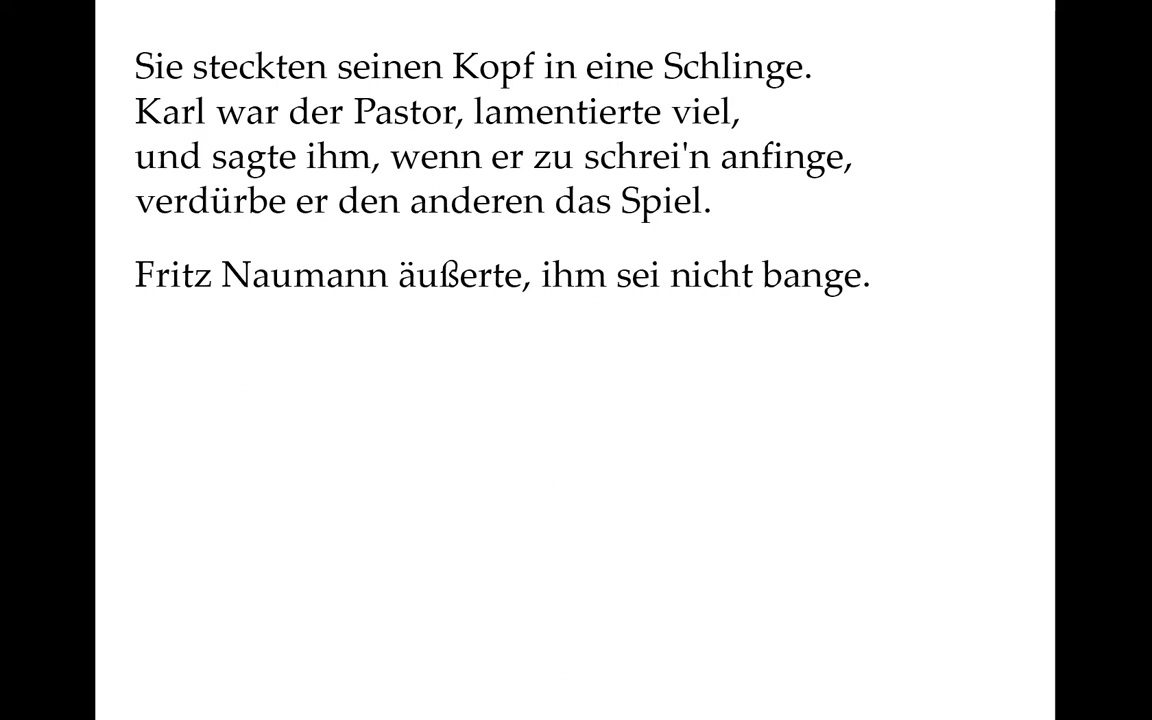 Sie steckten seinen Kopf in eine Schlinge.
Karl war der Pastor, lamentierte viel,
und sagte ihm, wenn er zu schrei'n anfinge,
verdürbe er den anderen das Spiel.
Fritz Naumann äußerte, ihm sei nicht bange.